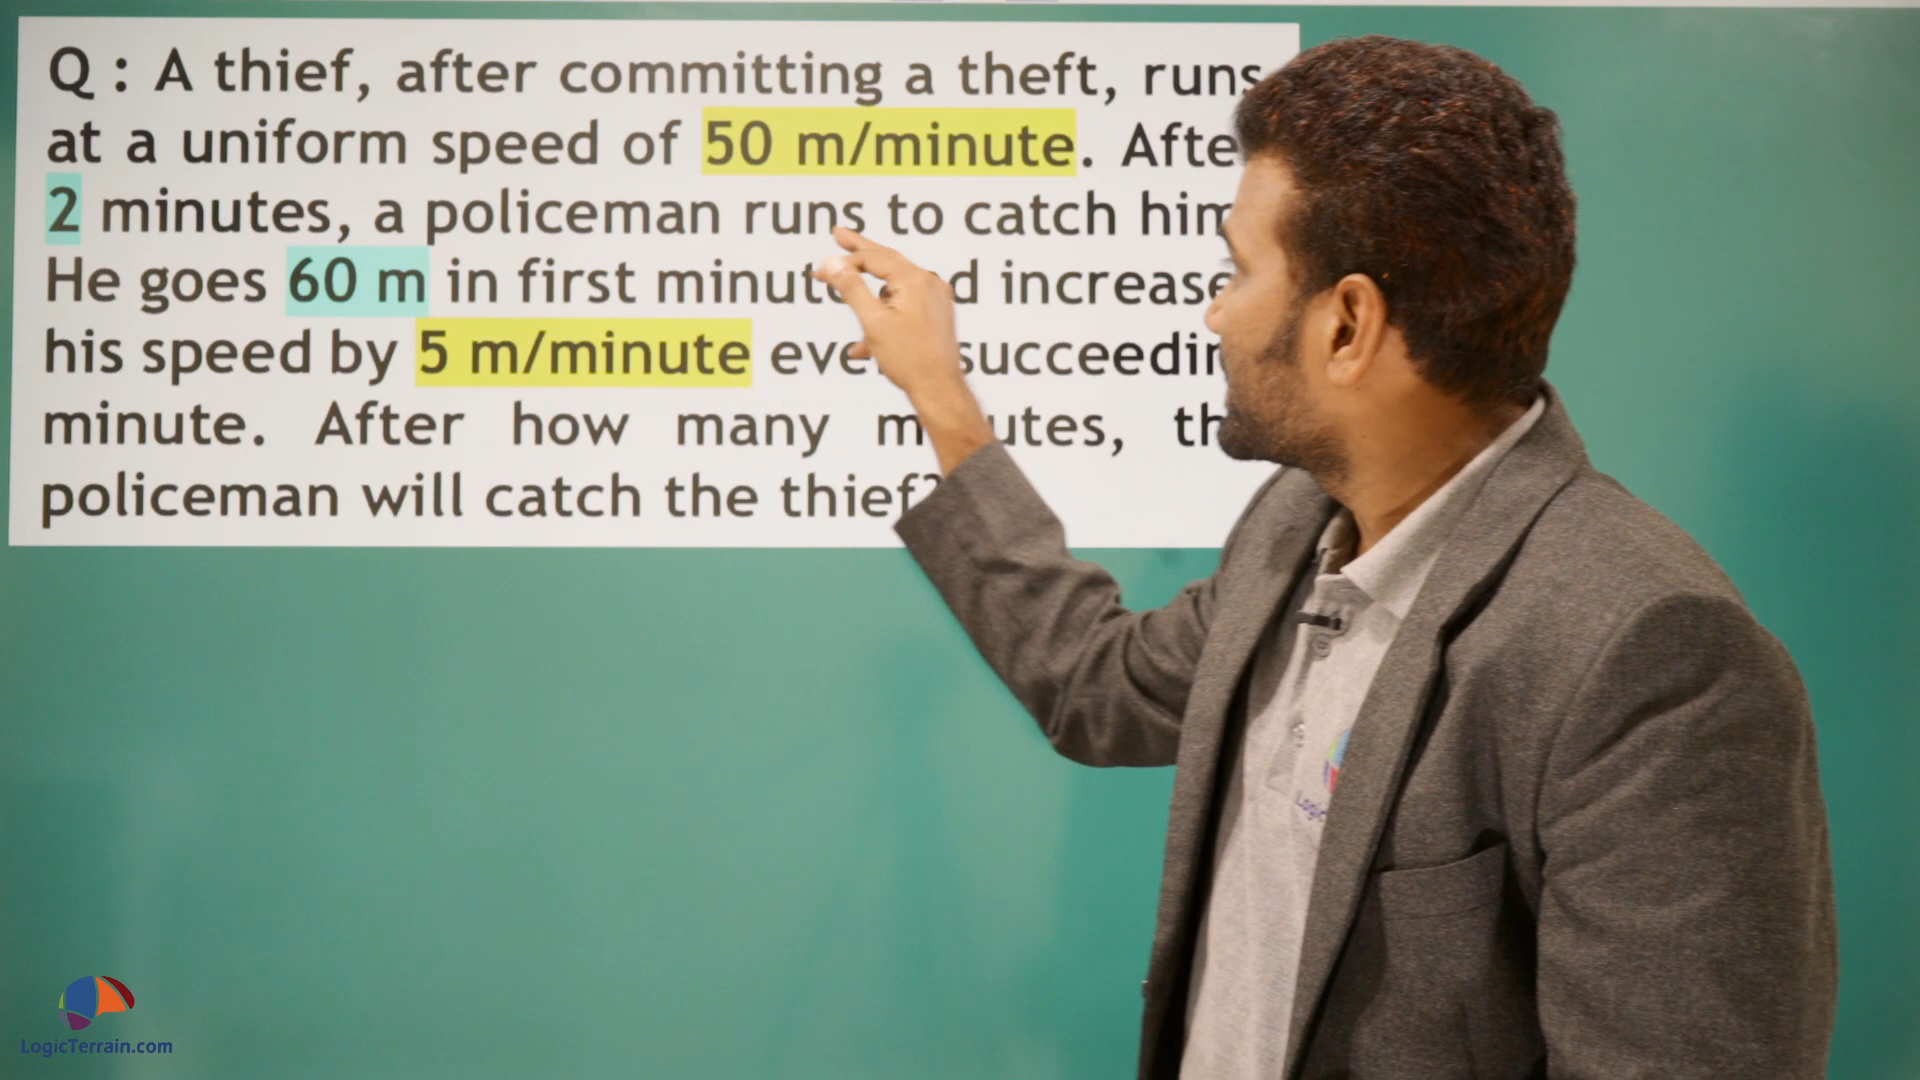 Q : A thief, after committing a theft, runs
at a uniform speed of 50 m/minute. Afte
2 minutes, a policeman runs to catch him
He goes 60 m in first minute increase
his speed by 5 m/minute eve succeedin
minute. After how many m utes, th
policeman will catch the thief?
LogicTerrain.com